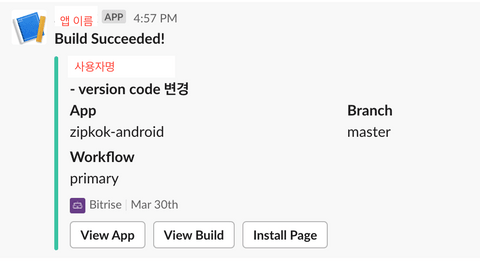 앱 이름 APP 4:57 PM
Build Succeeded!
사용자명
- version code 변경
App Branch
zipkok-android master
Workflow
primary
Bitrise | Mar 30th
View App View Build Install Page